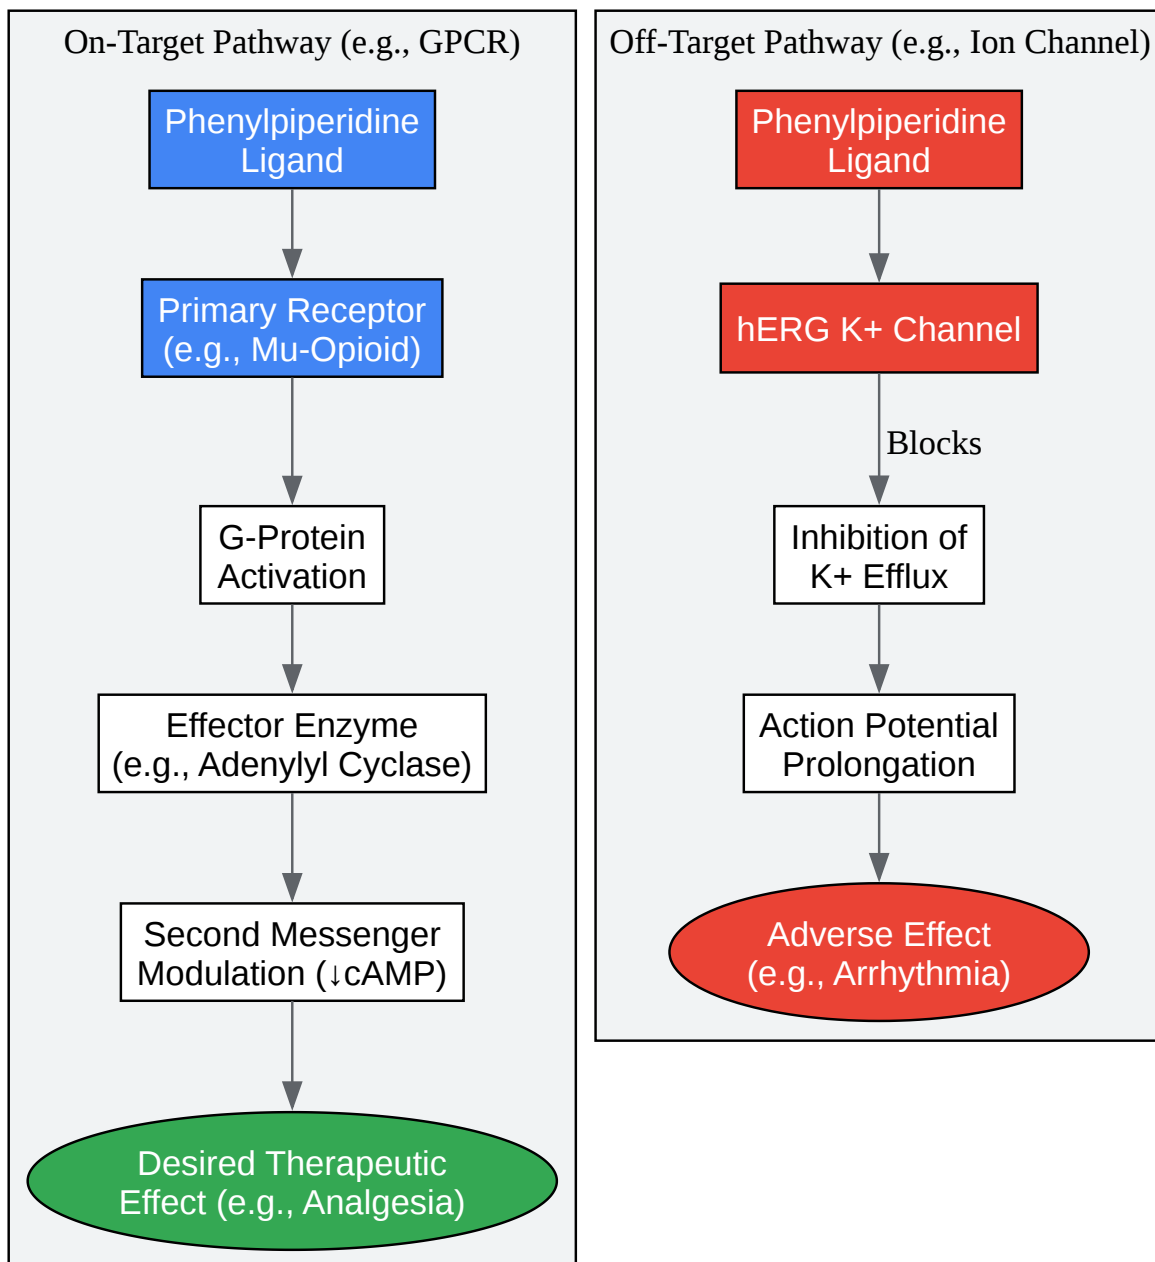 On-Target Pathway (e.g., GPCR)
Phenylpiperidine
Ligand
Primary Receptor
(e.g., Mu-Opioid)
G-Protein
Activation
Effector Enzyme
(e.g., Adenylyl Cyclase)
Second Messenger
Modulation (↓cAMP)
Desired Therapeutic
Effect (e.g., Analgesia)
Off-Target Pathway (e.g., Ion Channel)
Phenylpiperidine
Ligand
hERG K+ Channel
Blocks
Inhibition of
K+ Efflux
Action Potential
Prolongation
Adverse Effect
(e.g., Arrhythmia)